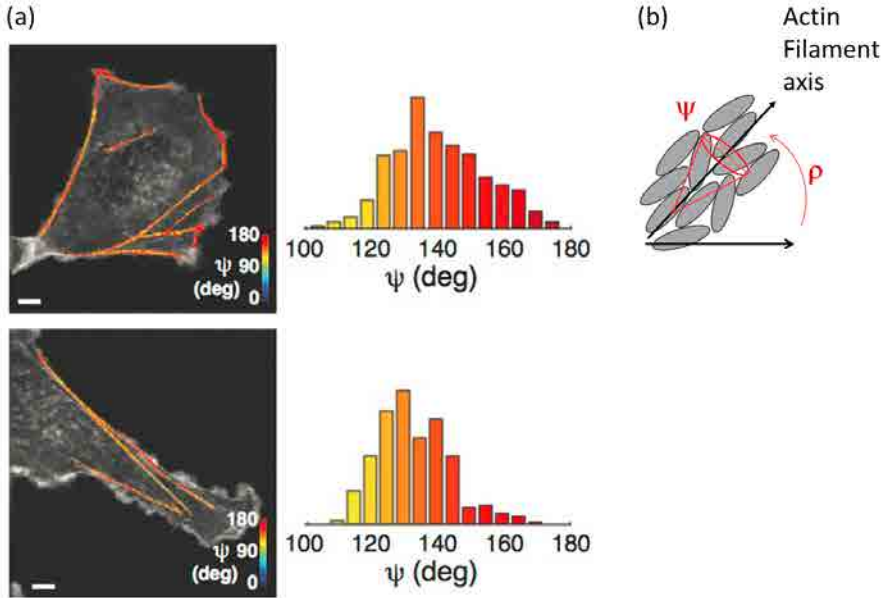 (a)
(b)
Actin
Filament
axis
180
ψ 90
(deg)
0
100 120 140 160 180
ψ (deg)
ψ
ρ
180
ψ 90
(deg)
0
100 120 140 160 180
ψ (deg)